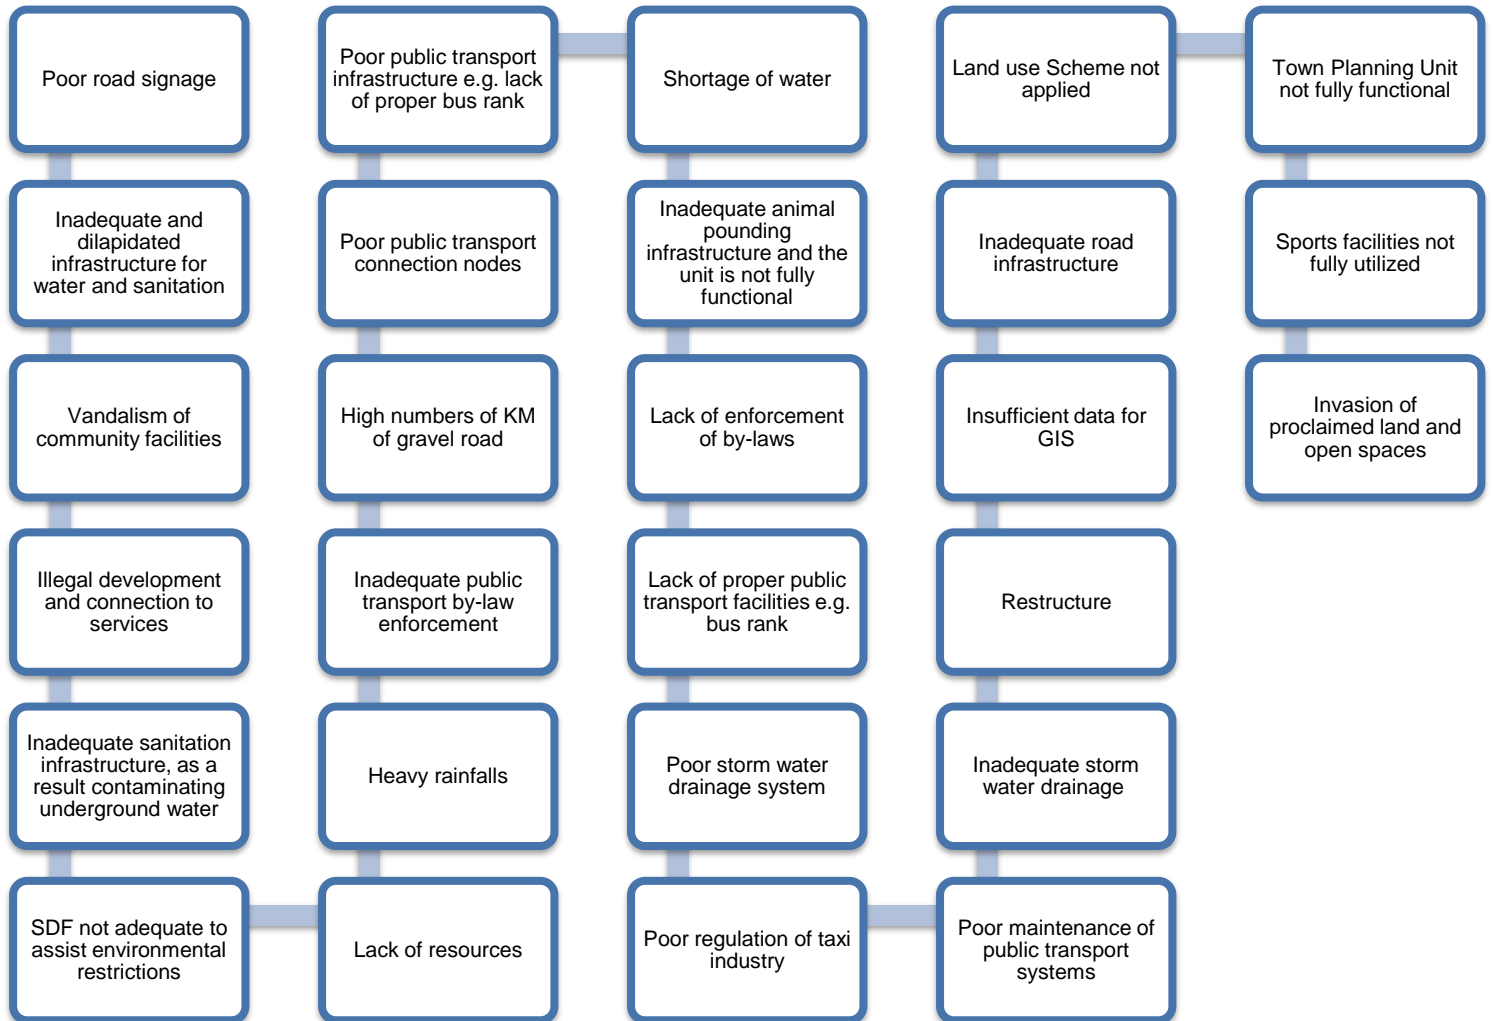 Poor road signage
Inadequate and
dilapidated
infrastructure for
water and sanitation
Vandalism of
community facilities
Illegal development
and connection to
services
Inadequate sanitation
infrastructure, as a
result contaminating
underground water
SDF not adequate to
assist environmental
restrictions
Lack of resources
Heavy rainfalls
Inadequate public
transport by-law
enforcement
High numbers of KM
of gravel road
Poor public transport
connection nodes
Poor public transport
infrastructure e.g. lack
of proper bus rank
Shortage of water
Inadequate animal
pounding
infrastructure and the
unit is not fully
functional
Lack of enforcement
of by-laws
Lack of proper public
transport facilities e.g.
bus rank
Poor storm water
drainage system
Poor regulation of taxi
industry
Poor maintenance of
public transport
systems
Inadequate storm
water drainage
Restructure
Insufficient data for
GIS
Inadequate road
infrastructure
Land use Scheme not
applied
Town Planning Unit
not fully functional
Sports facilities not
fully utilized
Invasion of
proclaimed land and
open spaces